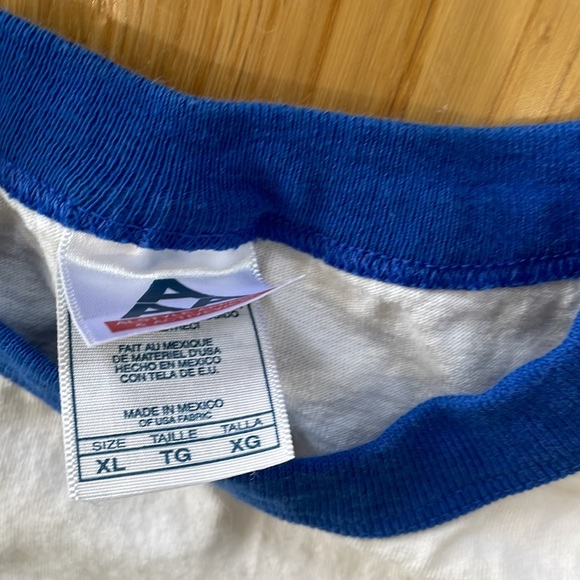 AAA
FAIT AU MEXIQUE
DE MATERIEL D'USA
HECHO EN MEXICO
CON TELA DE E.U.
MADE IN MEXICO
OF USA FABRIC
SIZE TAILLE TALLA
XL TG XG